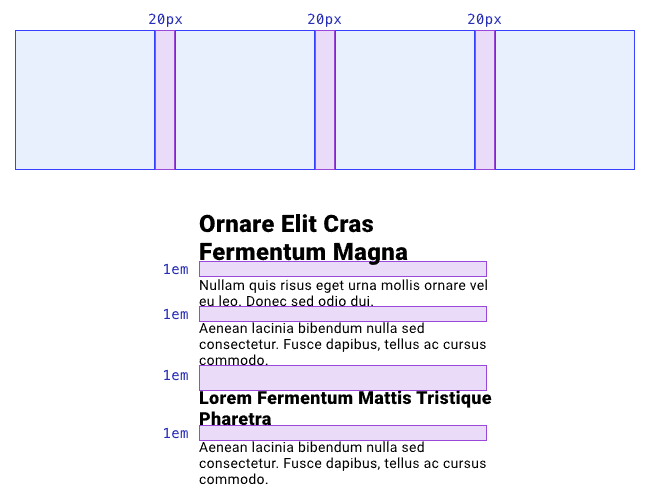 20px 20px 20px
Ornare Elit Cras
Fermentum Magna
1em
Nullam quis risus eget urna mollis ornare vel
eu leo. Donec sed odio dui.
1em
Aenean lacinia bibendum nulla sed
consectetur. Fusce dapibus, tellus ac cursus
commodo.
1em
Lorem Fermentum Mattis Tristique
Pharetra
1em
Aenean lacinia bibendum nulla sed
consectetur. Fusce dapibus, tellus ac cursus
commodo.